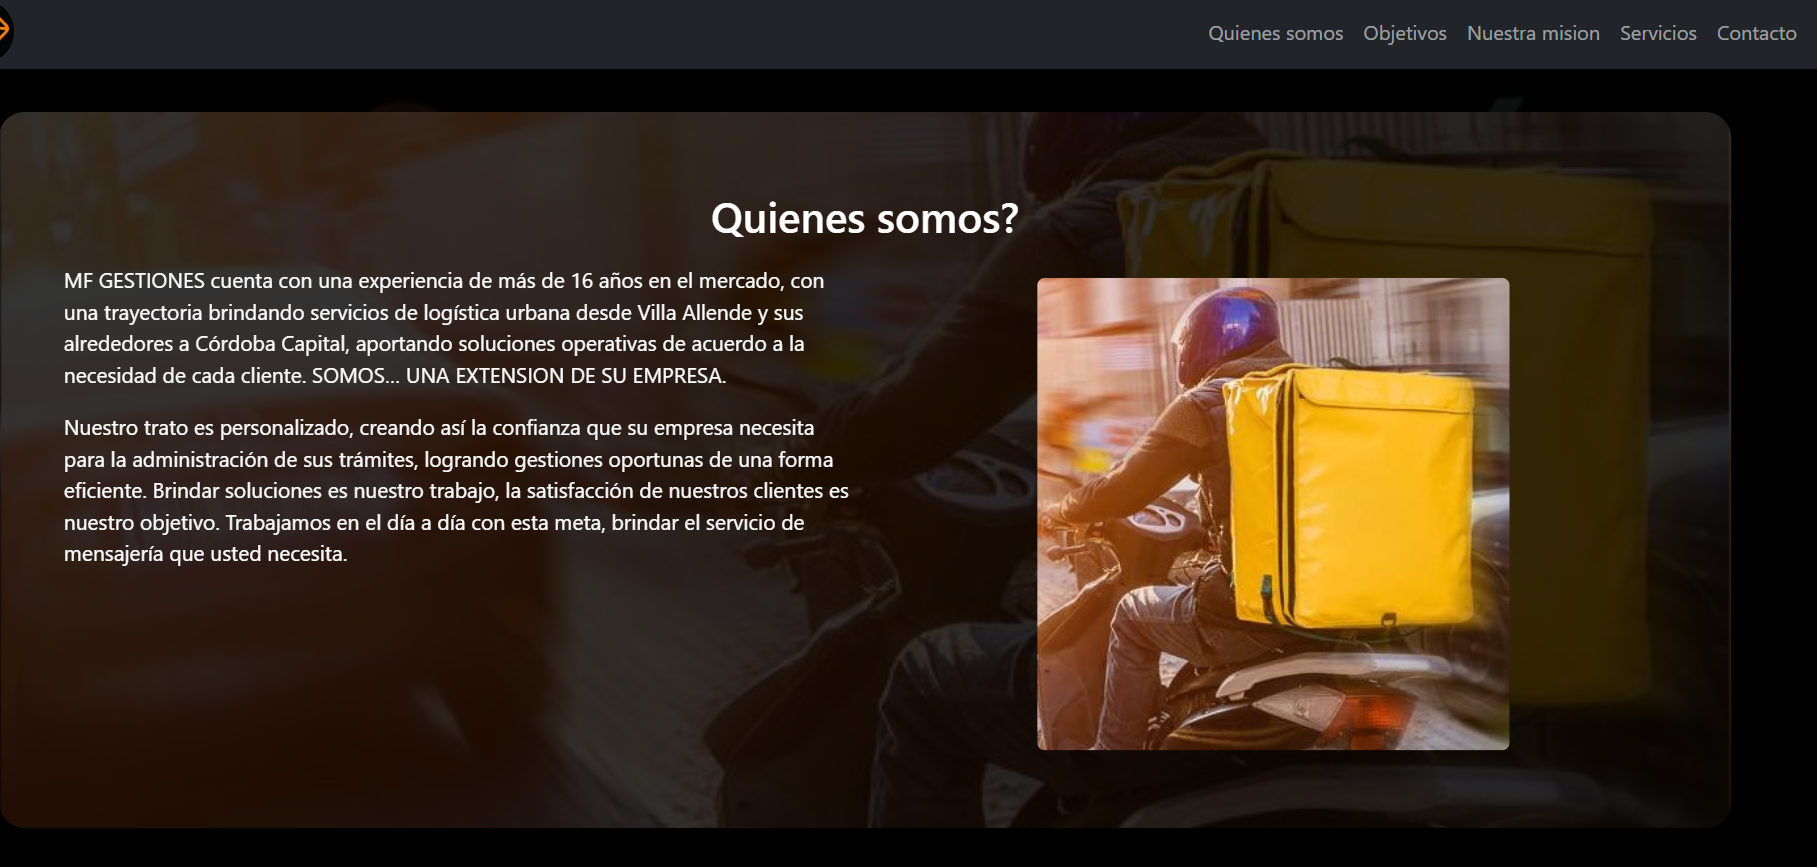 Quienes somos Objetivos Nuestra mision Servicios Contacto
Quienes somos?
MF GESTIONES cuenta con una experiencia de más de 16 años en el mercado, con
una trayectoria brindando servicios de logística urbana desde Villa Allende y sus
alrededores a Córdoba Capital, aportando soluciones operativas de acuerdo a la
necesidad de cada cliente. SOMOS... UNA EXTENSION DE SU EMPRESA.
Nuestro trato es personalizado, creando así la confianza que su empresa necesita
para la administración de sus trámites, logrando gestiones oportunas de una forma
eficiente. Brindar soluciones es nuestro trabajo, la satisfacción de nuestros clientes es
nuestro objetivo. Trabajamos en el día a día con esta meta, brindar el servicio de
mensajería que usted necesita.